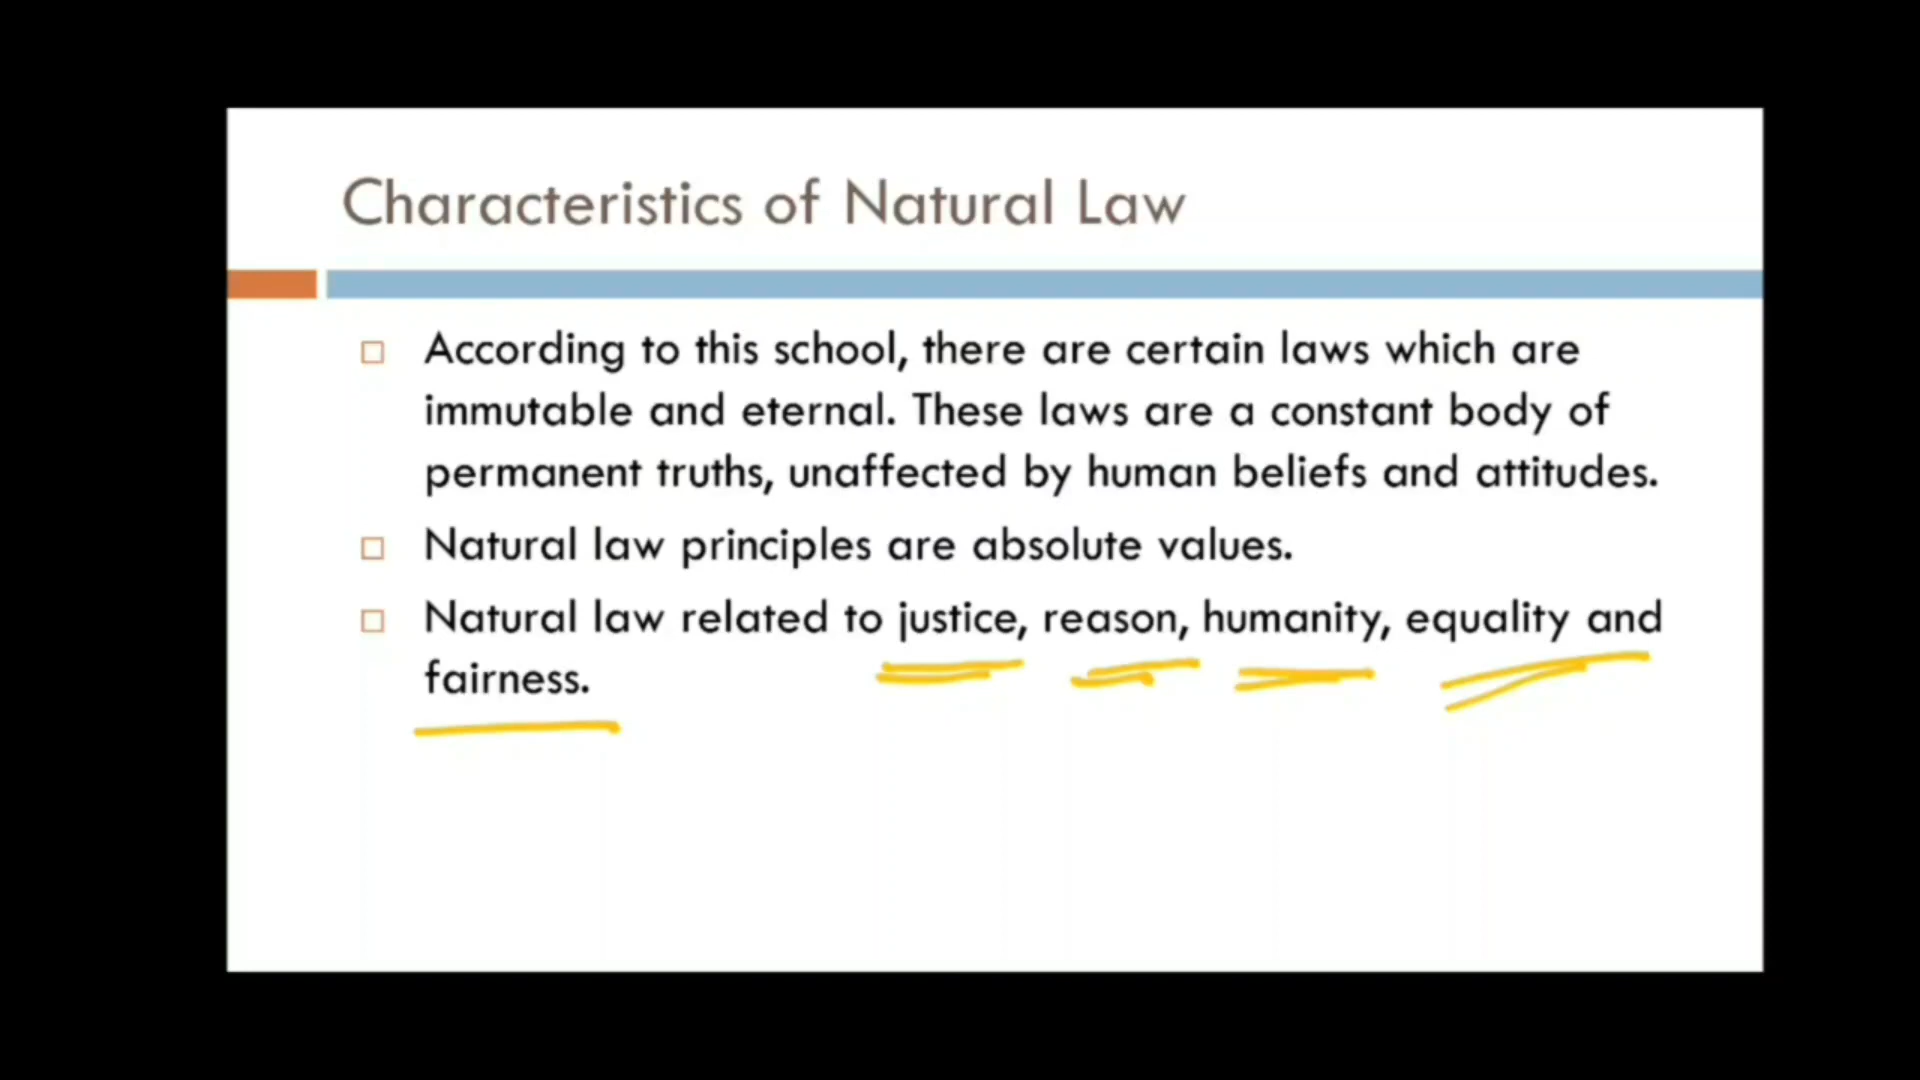 Characteristics of Natural Law
According to this school, there are certain laws which are
immutable and eternal. These laws are a constant body of
permanent truths, unaffected by human beliefs and attitudes.
Natural law principles are absolute values.
Natural law related to justice, reason, humanity, equality and
fairness.